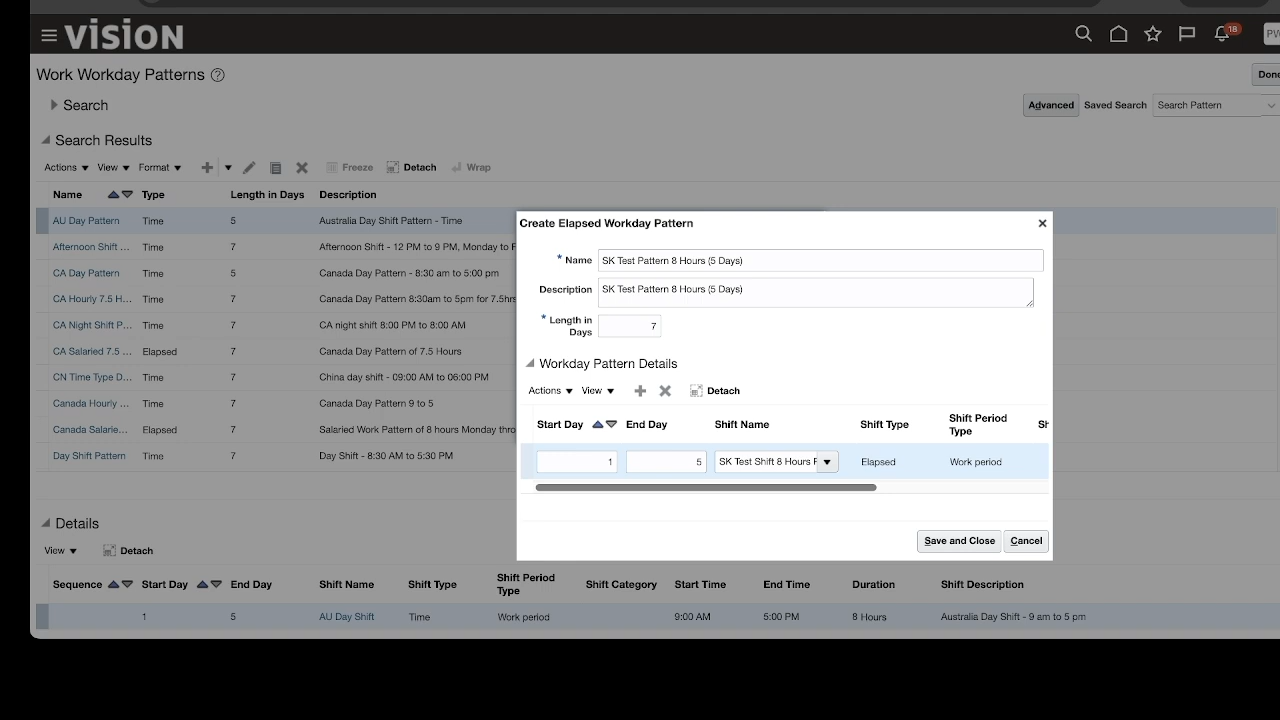 VISION
18
Work Workday Patterns
Done
Search
Advanced Saved Search Search Pattern
Search Results
Actions View Format Freeze Detach Wrap
Name Type Length in Days Description
AU Day Pattern Time 5 Australia Day Shift Pattern - Time
Afternoon Shift ... Time 7 Afternoon Shift - 12 PM to 9 PM, Monday to F
CA Day Pattern Time 5 Canada Day Pattern - 8:30 am to 5:00 pm
CA Hourly 7.5 H... Time 7 Canada Day Pattern 8:30am to 5pm for 7.5hrs
CA Night Shift P... Time 7 CA night shift 8:00 PM to 8:00 AM
CA Salaried 7.5 ... Elapsed 7 Canada Day Pattern of 7.5 Hours
CN Time Type D... Time 7 China day shift - 09:00 AM to 06:00 PM
Canada Hourly ... Time 7 Canada Day Pattern 9 to 5
Canada Salarie... Elapsed 7 Salaried Work Pattern of 8 hours Monday thro
Day Shift Pattern Time 7 Day Shift - 8:30 AM to 5:30 PM
Create Elapsed Workday Pattern
* Name SK Test Pattern 8 Hours (5 Days)
Description SK Test Pattern 8 Hours (5 Days)
* Length in Days 7
Workday Pattern Details
Actions View Detach
Start Day End Day Shift Name Shift Type Shift Period Type Sh
1 5 SK Test Shift 8 Hours Elapsed Work period
Save and Close Cancel
Details
View Detach
Sequence Start Day End Day Shift Name Shift Type Shift Period Type Shift Category Start Time End Time Duration Shift Description
1 5 AU Day Shift Time Work period 9:00 AM 5:00 PM 8 Hours Australia Day Shift - 9 am to 5 pm